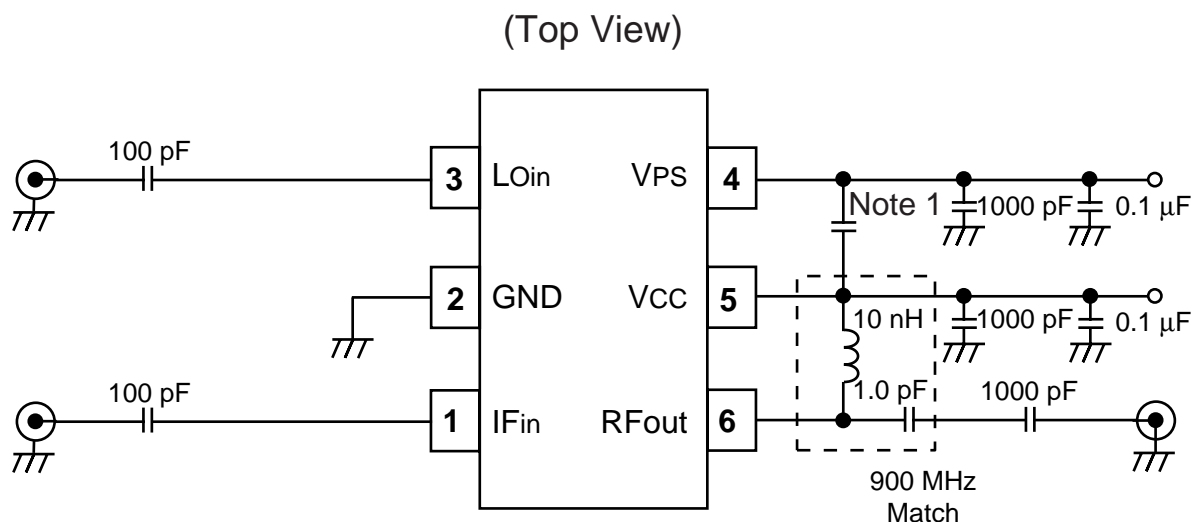 (Top View)
100 pF
3
LOin
VPS
4
Note 1
1000 pF
0.1 μF
2
GND
VCC
5
10 nH
1000 pF
0.1 μF
100 pF
1.0 pF
1000 pF
1
IFin
RFout
6
900 MHz
Match